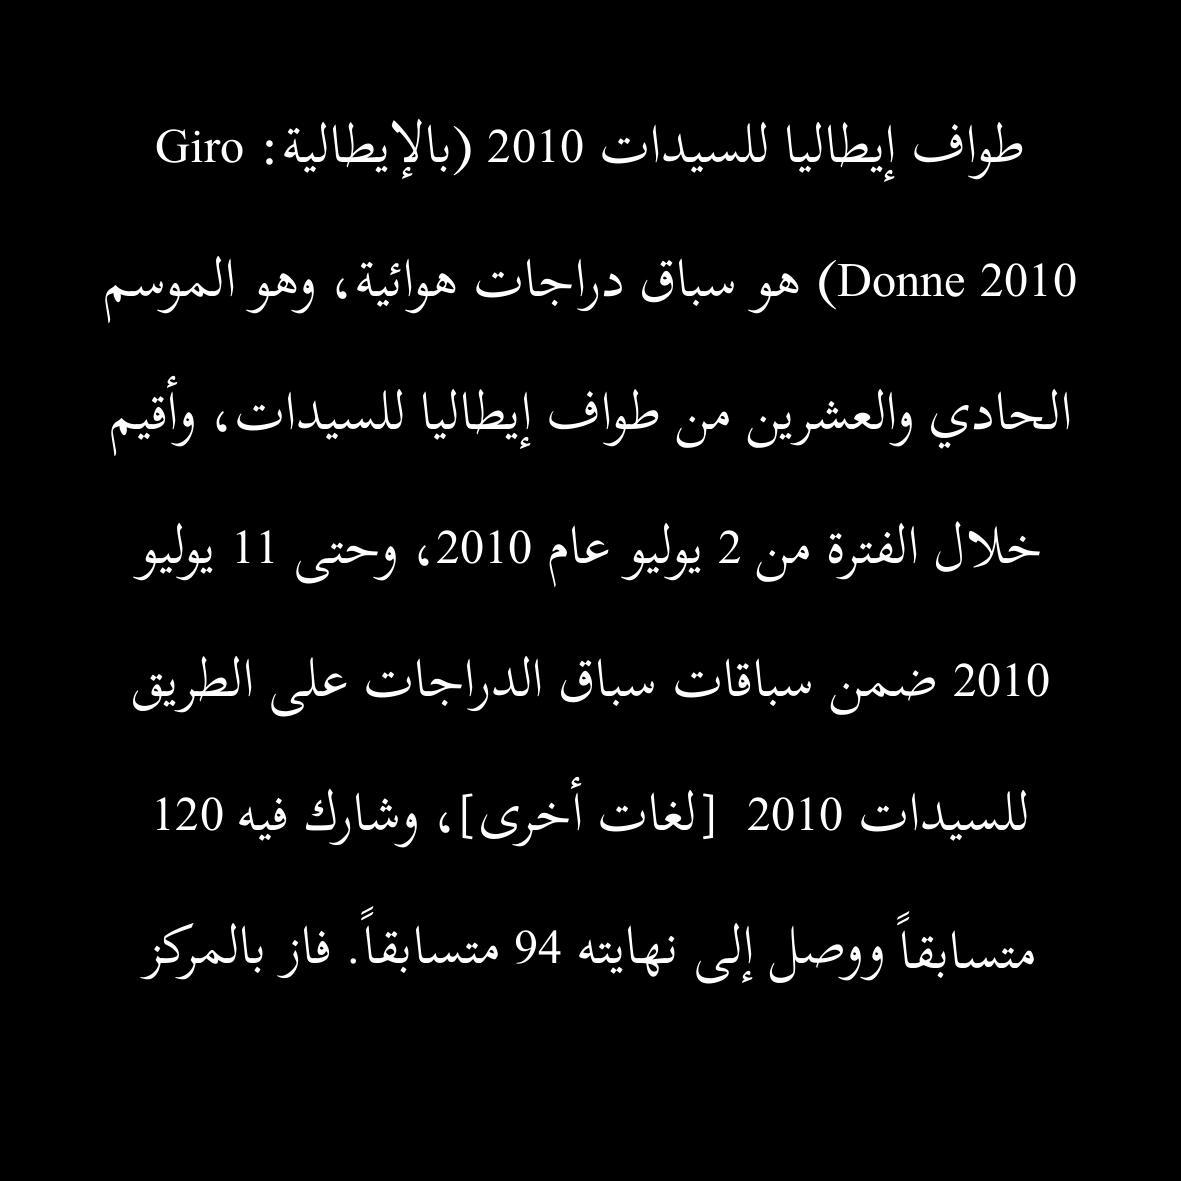 طواف إيطاليا للسيدات 2010 (بالإيطالية: Giro
Donne 2010) هو سباق دراجات هوائية، وهو الموسم
الحادي والعشرين من طواف إيطاليا للسيدات، وأقيم
خلال الفترة من 2 يوليو عام 2010، وحتى 11 يوليو
2010 ضمن سباقات سباق الدراجات على الطريق
للسيدات 2010  [لغات أخرى]، وشارك فيه 120
متسابقاً ووصل إلى نهايته 94 متسابقاً. فاز بالمركز